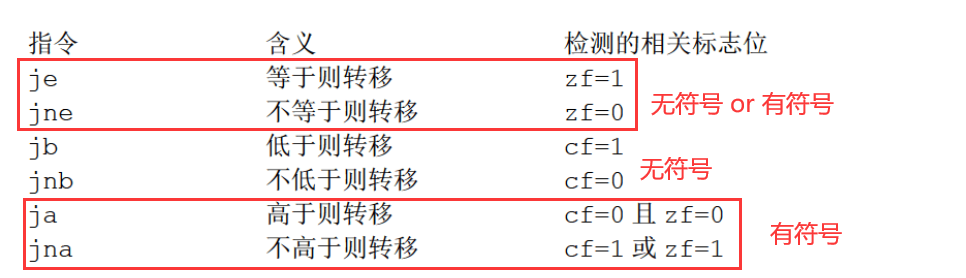 指令 含义 检测的相关标志位
je 等于则转移 zf=1
jne 不等于则转移 zf=0
无符号 or 有符号
jb 低于则转移 cf=1
jnb 不低于则转移 cf=0
无符号
ja 高于则转移 cf=0 且 zf=0
jna 不高于则转移 cf=1 或 zf=1
有符号